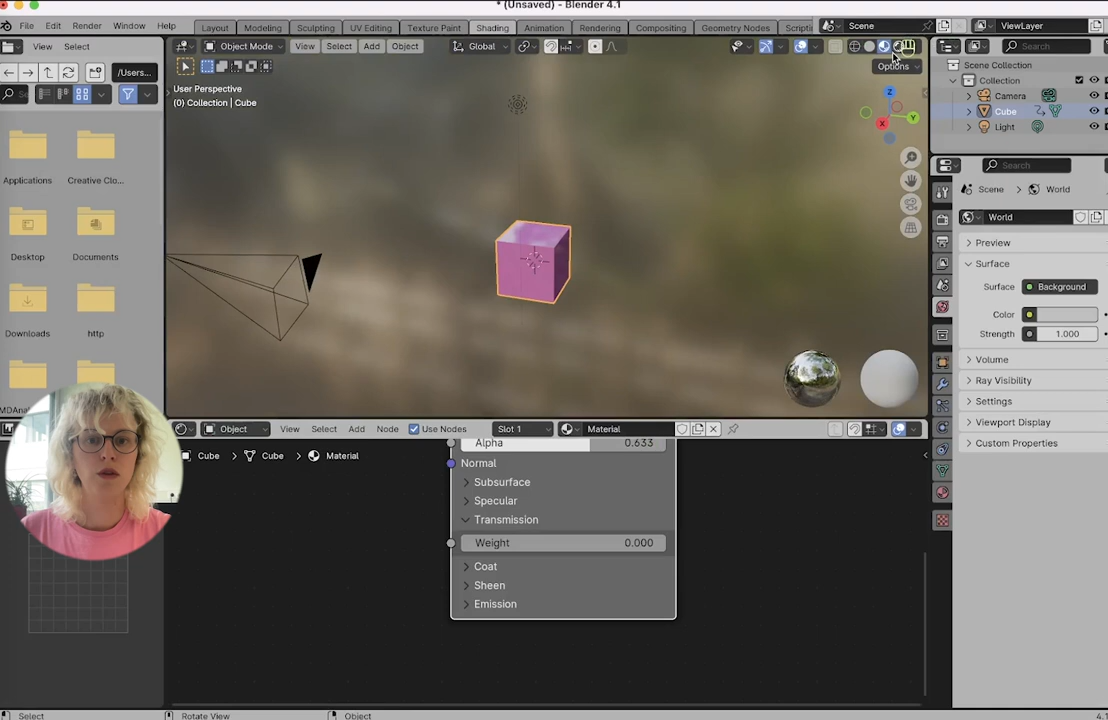 * (Unsaved) - Blender 4.1
File Edit Render Window Help
Layout Modeling Sculpting UV Editing Texture Paint Shading Animation Rendering Compositing Geometry Nodes Scripti
Scene ViewLayer
View Select
Object Mode View Select Add Object Global
Search
/Users...
Options
User Perspective
(0) Collection | Cube
Z
Y
X
Scene Collection
Collection
Camera
Cube
Light
Search
Scene > World
World
Preview
Surface
Surface Background
Color
Strength 1.000
Volume
Ray Visibility
Settings
Viewport Display
Custom Properties
Applications Creative Clo...
Desktop Documents
Downloads http
MDAna
Object View Select Add Node Use Nodes Slot 1 Material
Cube > Cube > Material
Alpha 0.633
Normal
Subsurface
Specular
Transmission
Weight 0.000
Coat
Sheen
Emission
Select Rotate View Object 4.